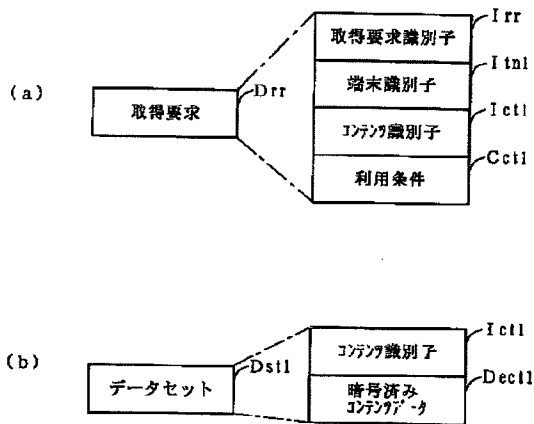 (a)
取得要求
Drr
取得要求識別子
Irr
端末識別子
Itnl
コンテンツ識別子
Ictl
利用条件
Cctl
(b)
データセット
Dstl
コンテンツ識別子
Ictl
暗号済み
コンテンツデータ
Dectl